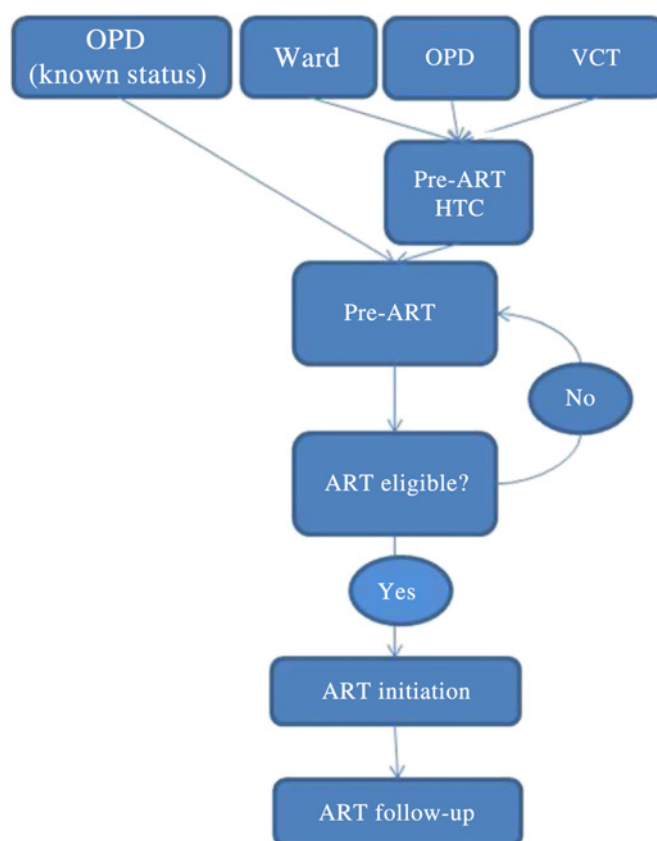 OPD
(known status)
Ward
OPD
VCT
Pre-ART
HTC
Pre-ART
No
ART eligible?
Yes
ART initiation
ART follow-up